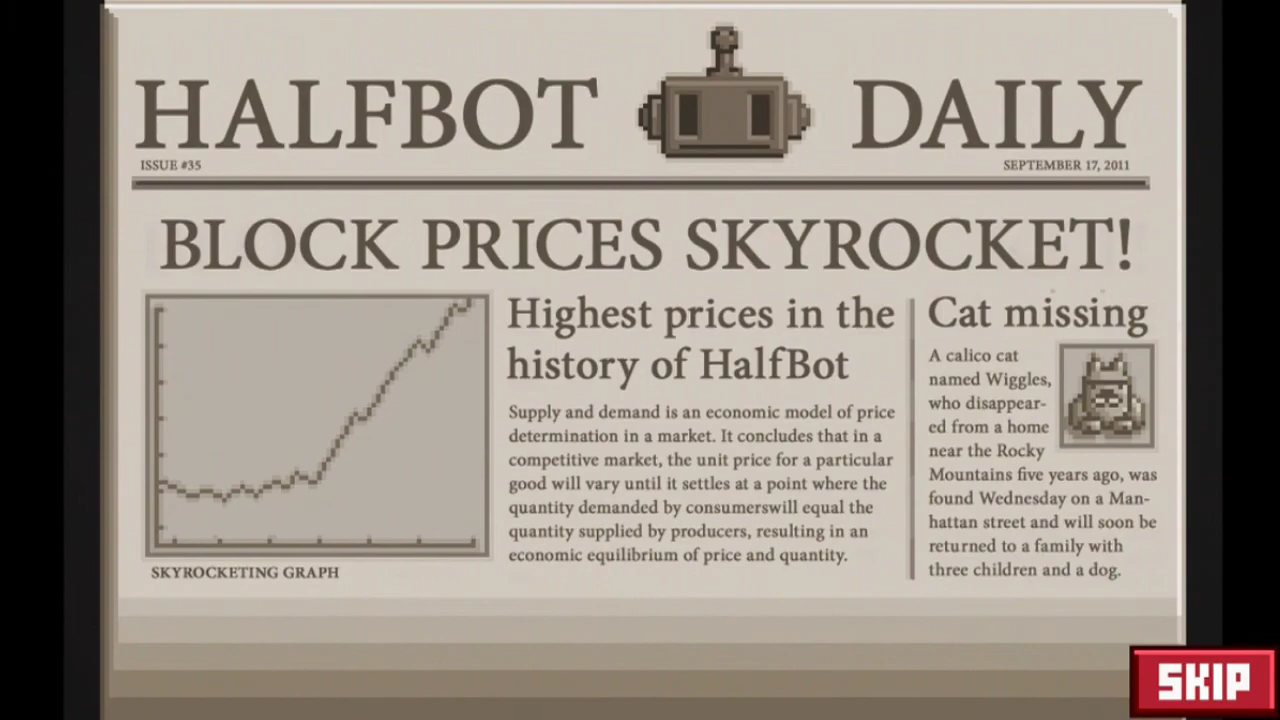 HALFBOT DAILY
ISSUE #35
SEPTEMBER 17, 2011
BLOCK PRICES SKYROCKET!
SKYROCKETING GRAPH
Highest prices in the
history of HalfBot
Supply and demand is an economic model of price
determination in a market. It concludes that in a
competitive market, the unit price for a particular
good will vary until it settles at a point where the
quantity demanded by consumerswill equal the
quantity supplied by producers, resulting in an
economic equilibrium of price and quantity.
Cat missing
A calico cat
named Wiggles,
who disappear-
ed from a home
near the Rocky
Mountains five years ago, was
found Wednesday on a Man-
hattan street and will soon be
returned to a family with
three children and a dog.
SKIP